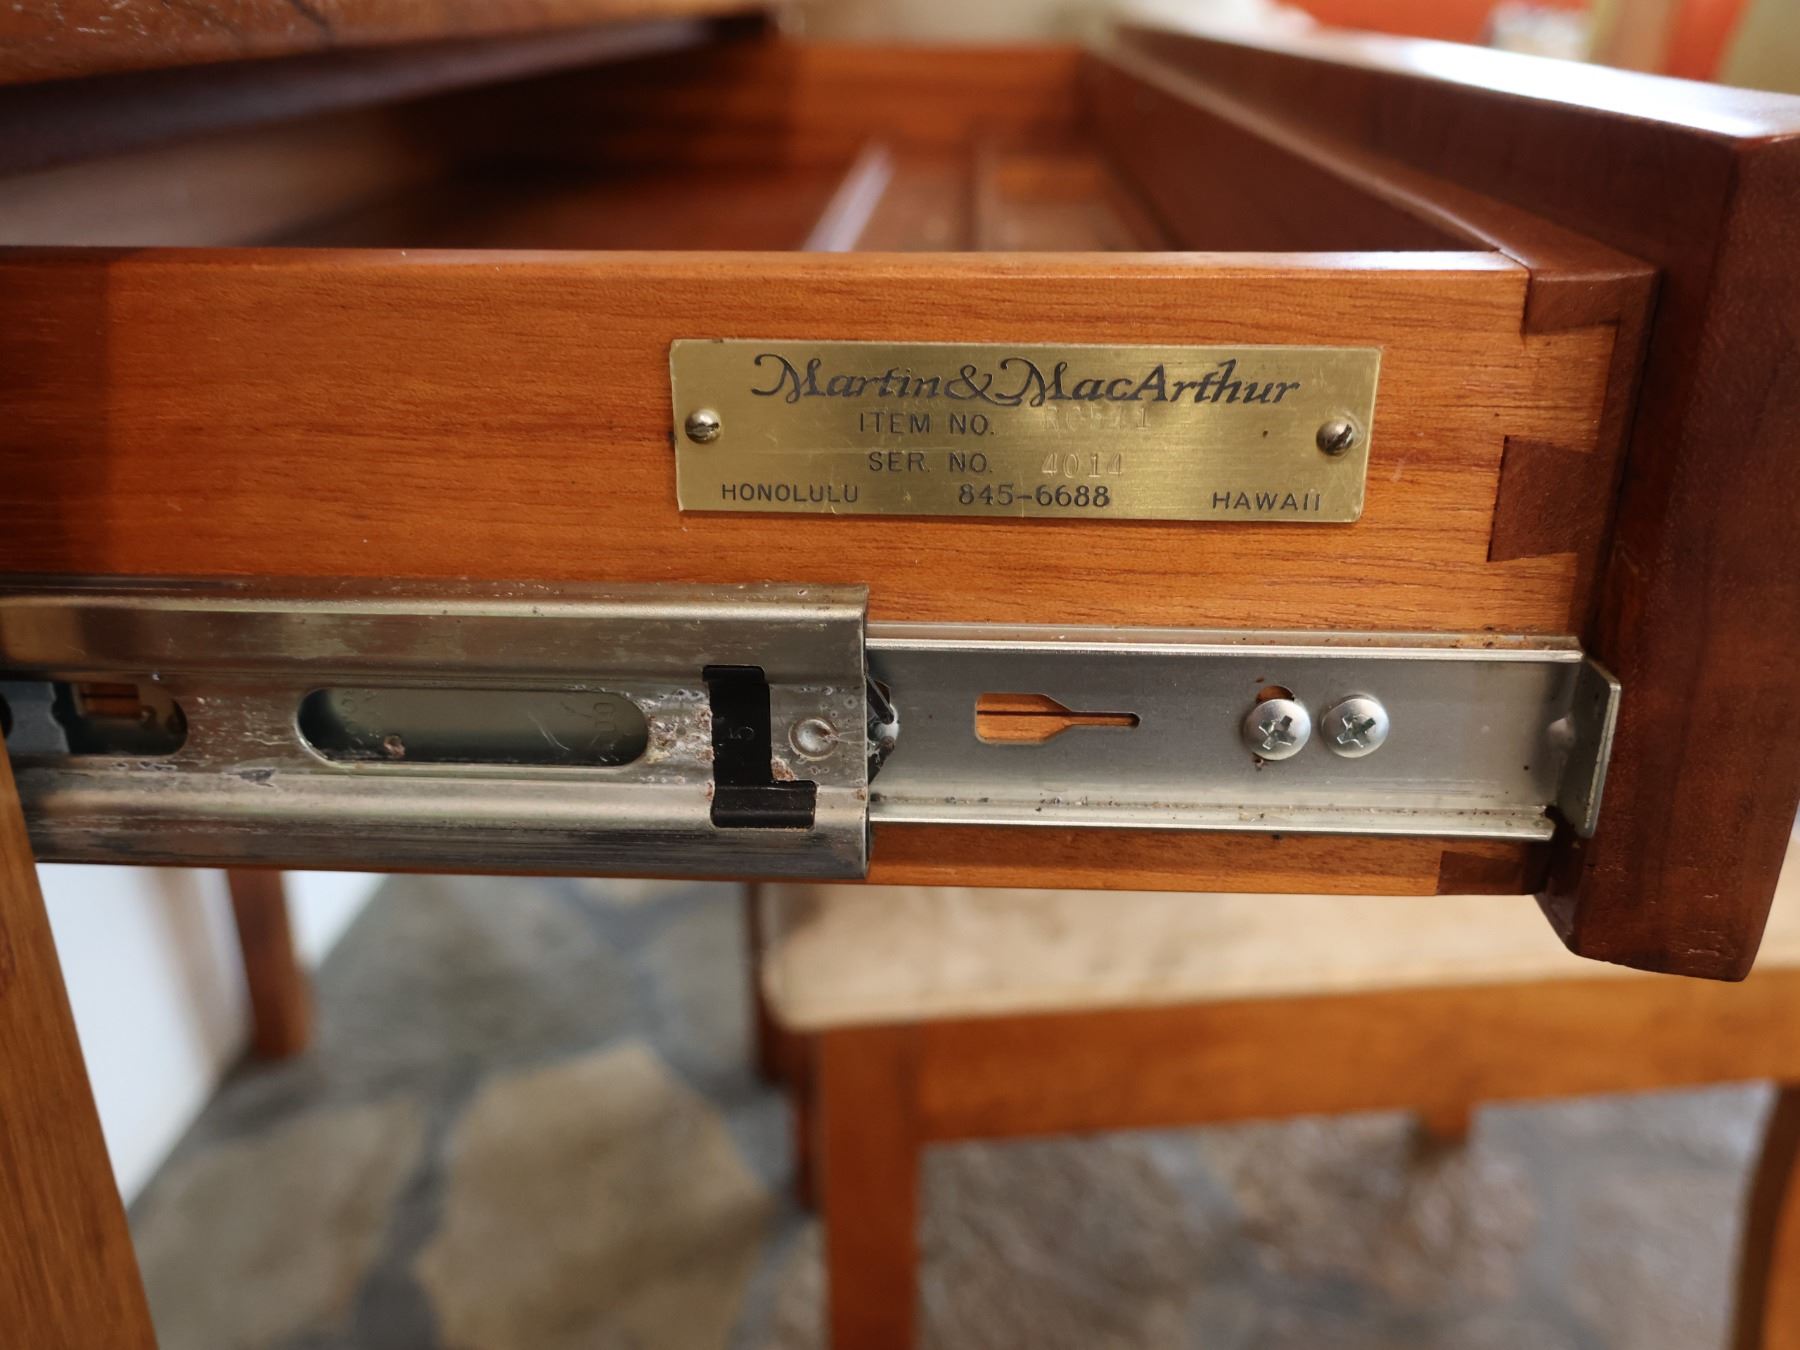 Martin & MacArthur
ITEM NO.
SER. NO. 4014
HONOLULU 845-6688 HAWAII